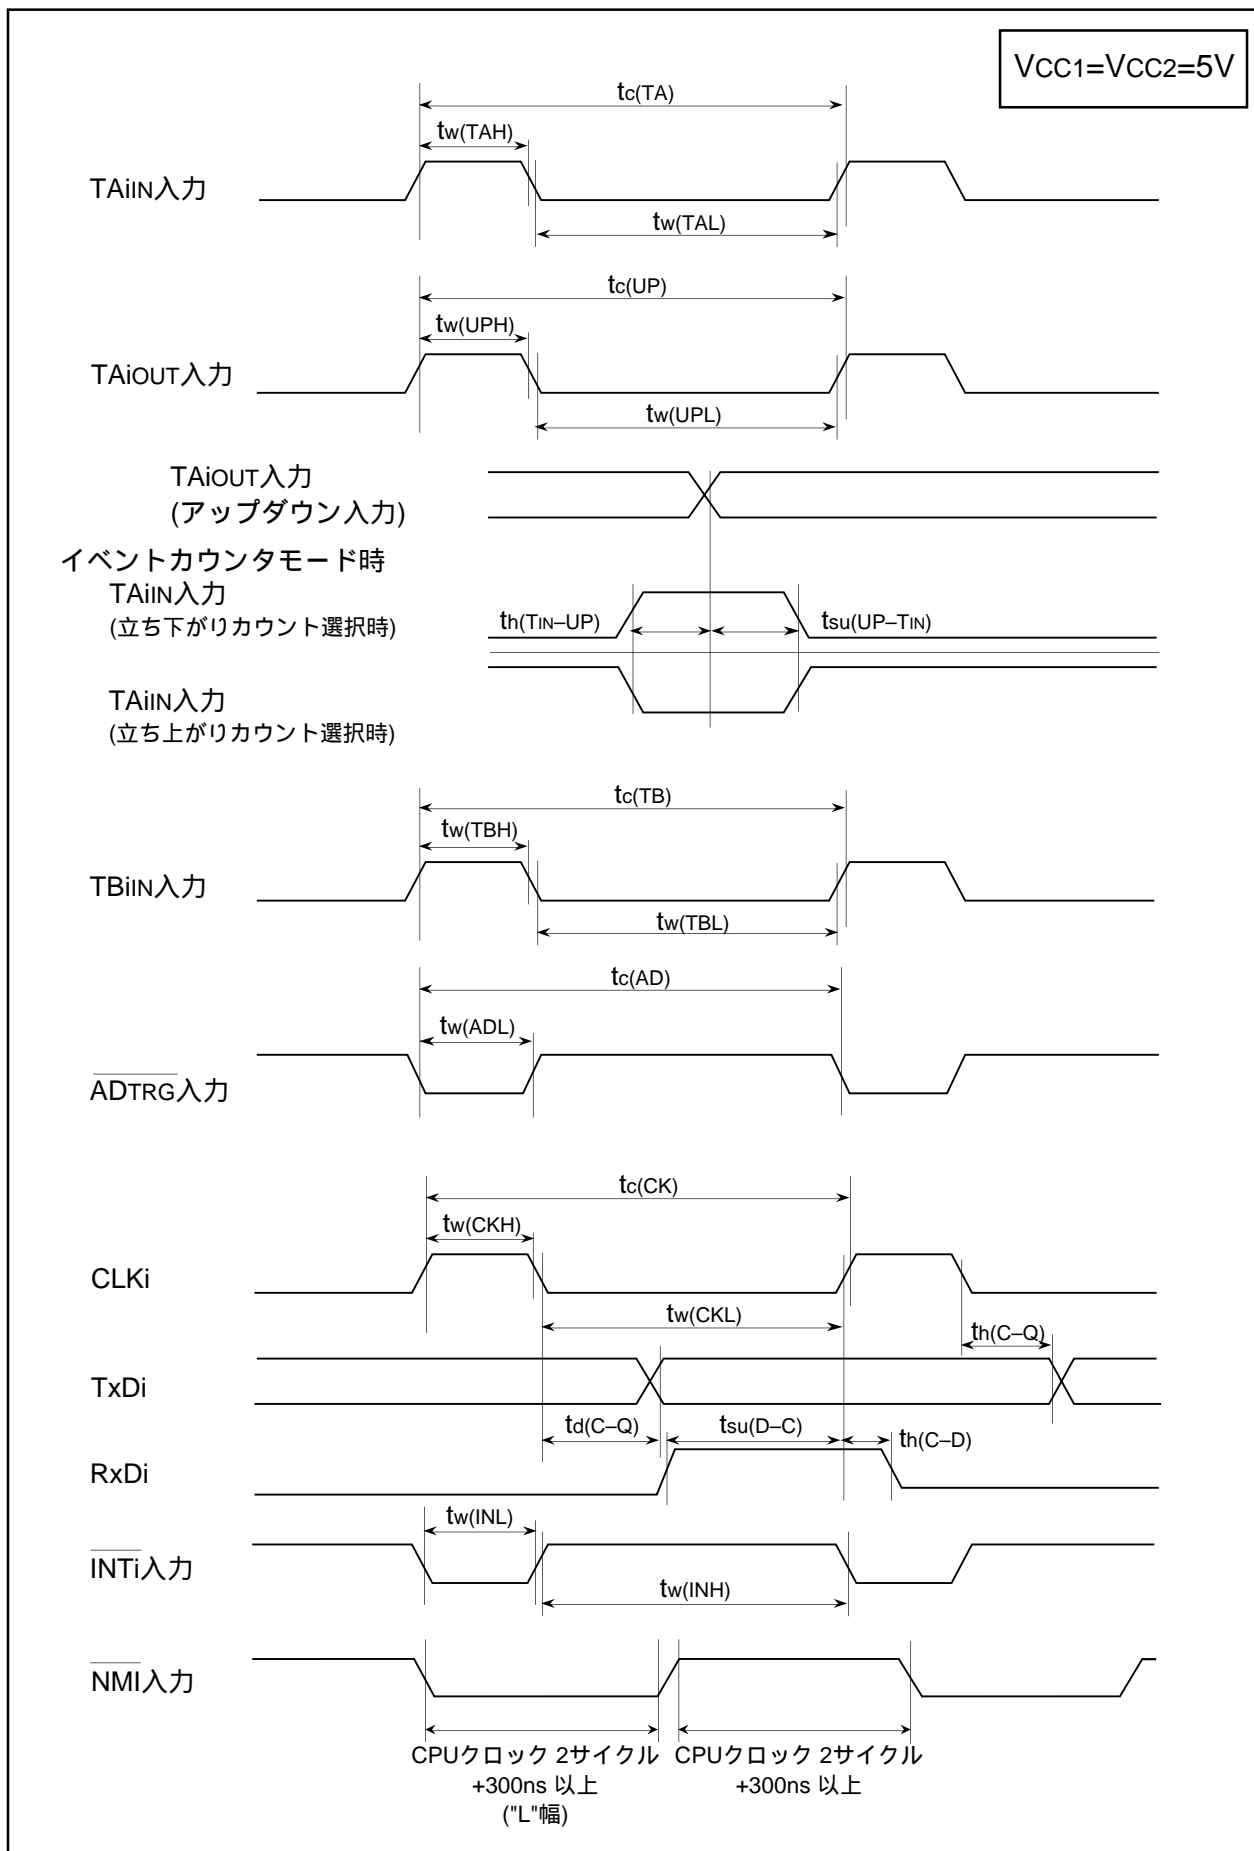 VCC1=VCC2=5V
tc(TA)
tw(TAH)
TAiIN入力
tw(TAL)
tc(UP)
tw(UPH)
TAiOUT入力
tw(UPL)
TAiOUT入力
(アップダウン入力)
イベントカウンタモード時
TAiIN入力
(立ち下がりカウント選択時)
th(TIN–UP)
tsu(UP–TIN)
TAiIN入力
(立ち上がりカウント選択時)
tc(TB)
tw(TBH)
TBiIN入力
tw(TBL)
tc(AD)
tw(ADL)
ADTRG入力
tc(CK)
tw(CKH)
CLKi
tw(CKL)
th(C–Q)
TxDi
td(C–Q)
tsu(D–C)
th(C–D)
RxDi
tw(INL)
INTi入力
tw(INH)
NMI入力
CPUクロック 2サイクル
+300ns 以上
("L"幅)
CPUクロック 2サイクル
+300ns 以上